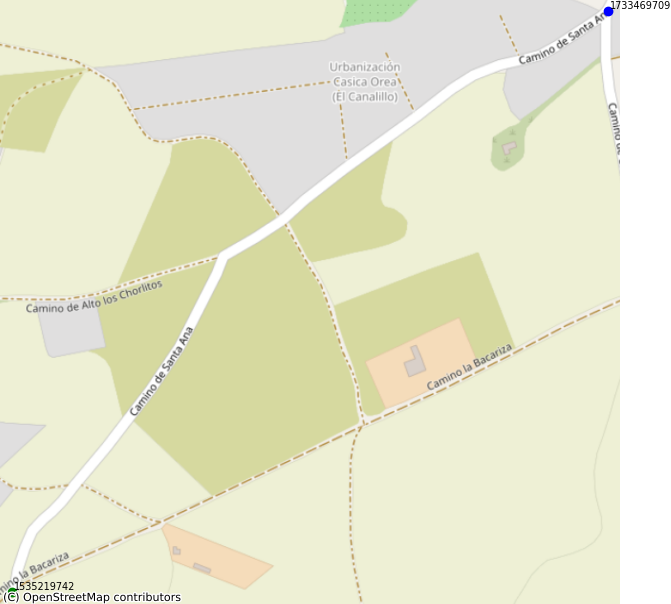 1733469709
Camino de Santa Ana
Urbanización
Casica Orea
(El Canalillo)
Camino de
Camino de Alto los Chorlitos
Camino de Santa Ana
Camino la Bacariza
mino la Bacariza
1535219742
(C) OpenStreetMap contributors